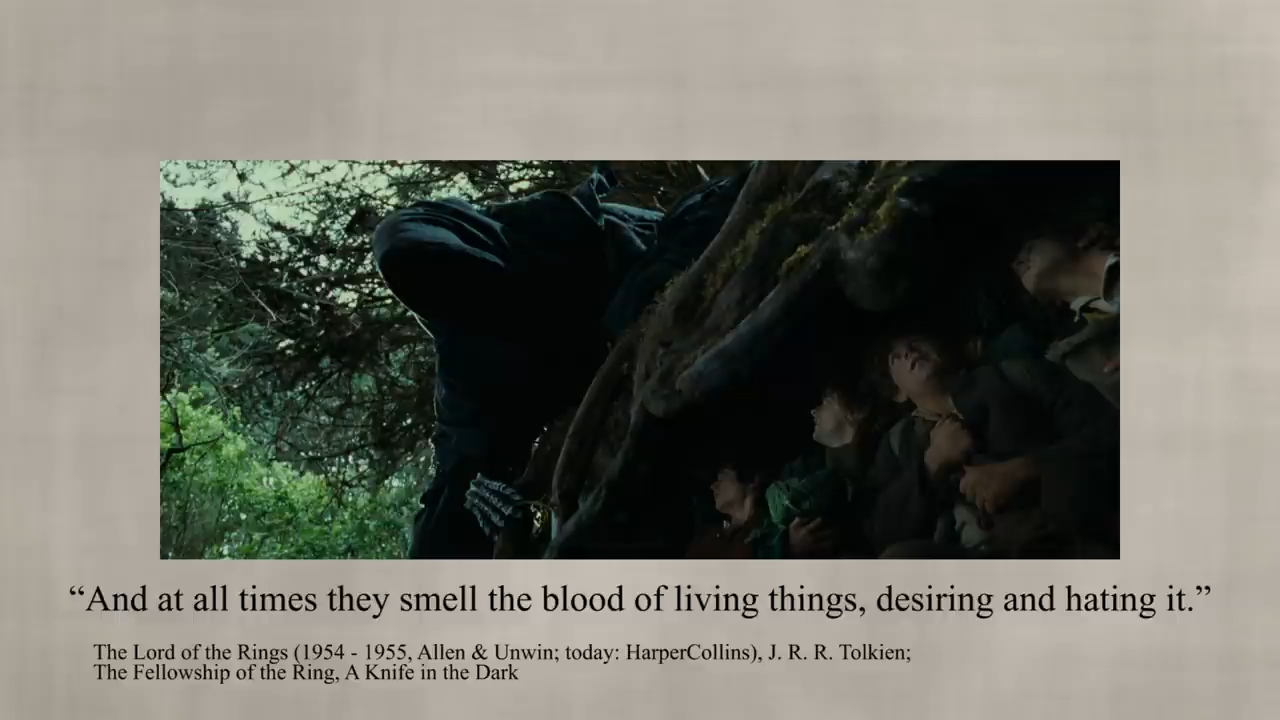 “And at all times they smell the blood of living things, desiring and hating it.”
The Lord of the Rings (1954 - 1955, Allen & Unwin; today: HarperCollins), J. R. R. Tolkien;
The Fellowship of the Ring, A Knife in the Dark